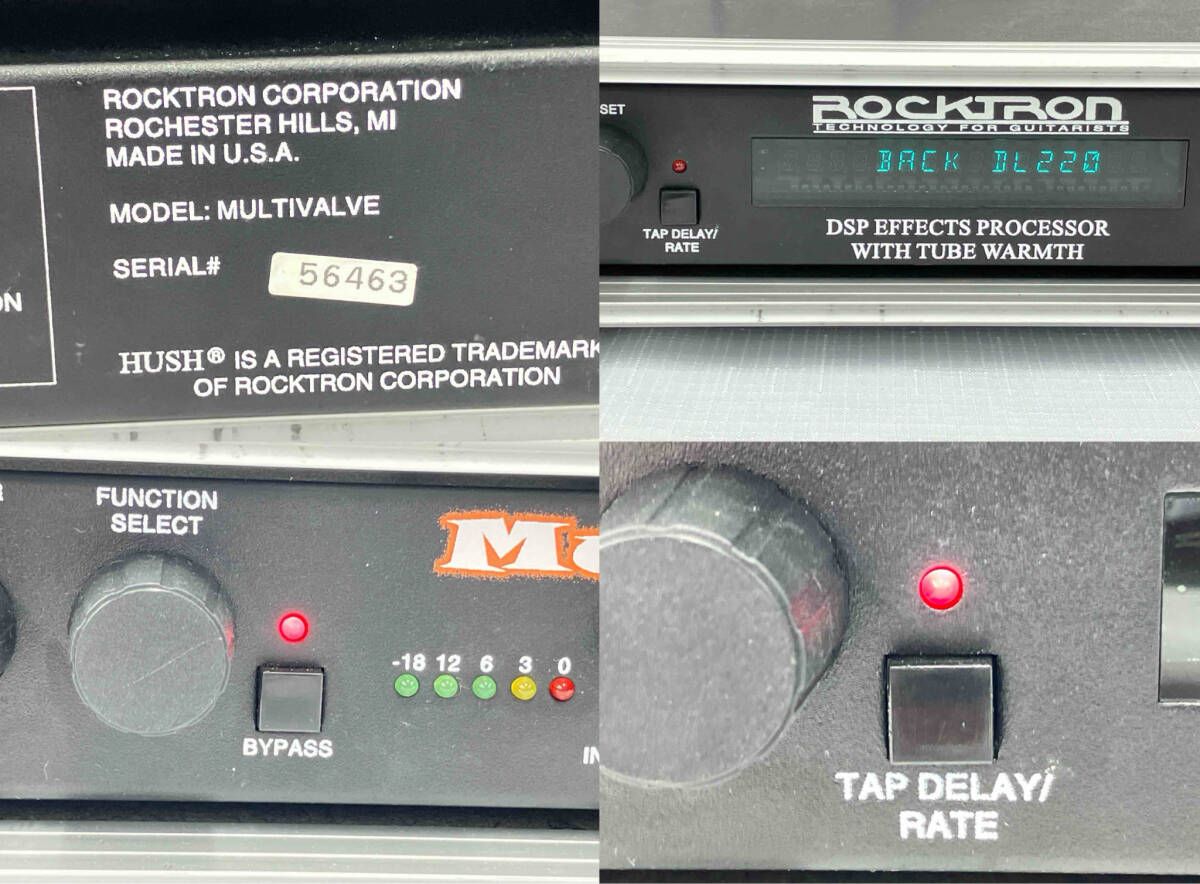 ROCKTRON CORPORATION
ROCHESTER HILLS, MI
MADE IN U.S.A.
MODEL: MULTIVALVE
SERIAL# 56463
ON
HUSH® IS A REGISTERED TRADEMARK
OF ROCKTRON CORPORATION
SET
ROCKTRON
TECHNOLOGY FOR GUITARISTS
BACK DL220
TAP DELAY/
RATE
DSP EFFECTS PROCESSOR
WITH TUBE WARMTH
FUNCTION
SELECT
M
-18 12 6 3 0
BYPASS
IN
TAP DELAY/
RATE